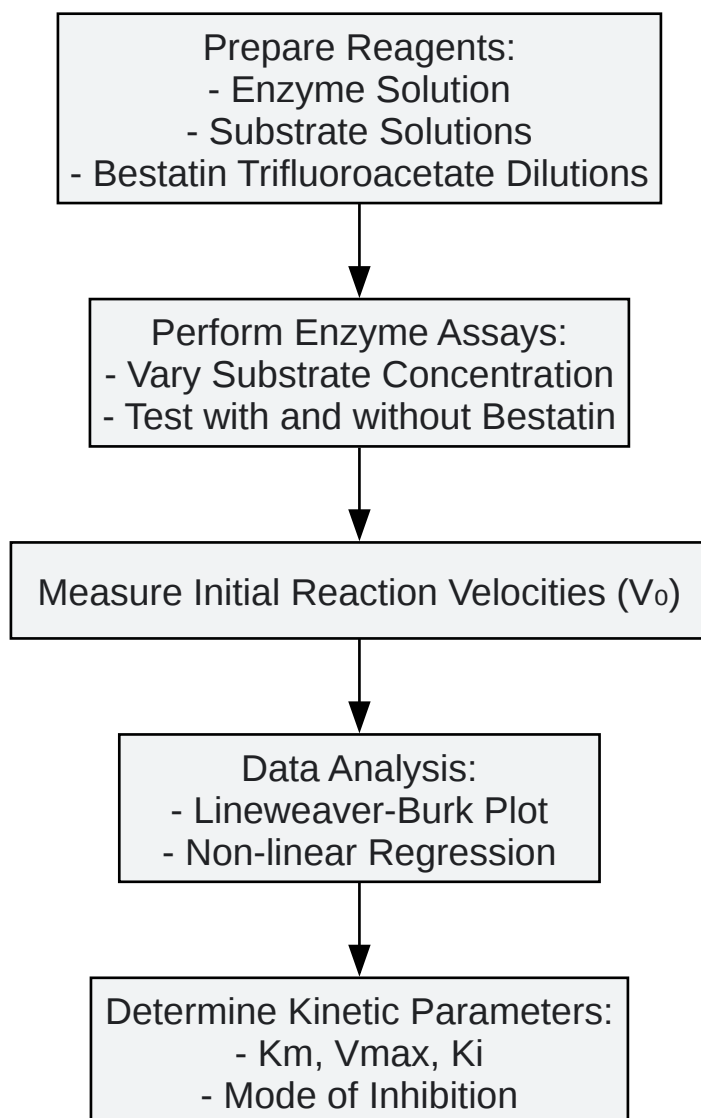 Prepare Reagents:
- Enzyme Solution
- Substrate Solutions
- Bestatin Trifluoroacetate Dilutions
Perform Enzyme Assays:
- Vary Substrate Concentration
- Test with and without Bestatin
Measure Initial Reaction Velocities (V₀)
Data Analysis:
- Lineweaver-Burk Plot
- Non-linear Regression
Determine Kinetic Parameters:
- Km, Vmax, Ki
- Mode of Inhibition